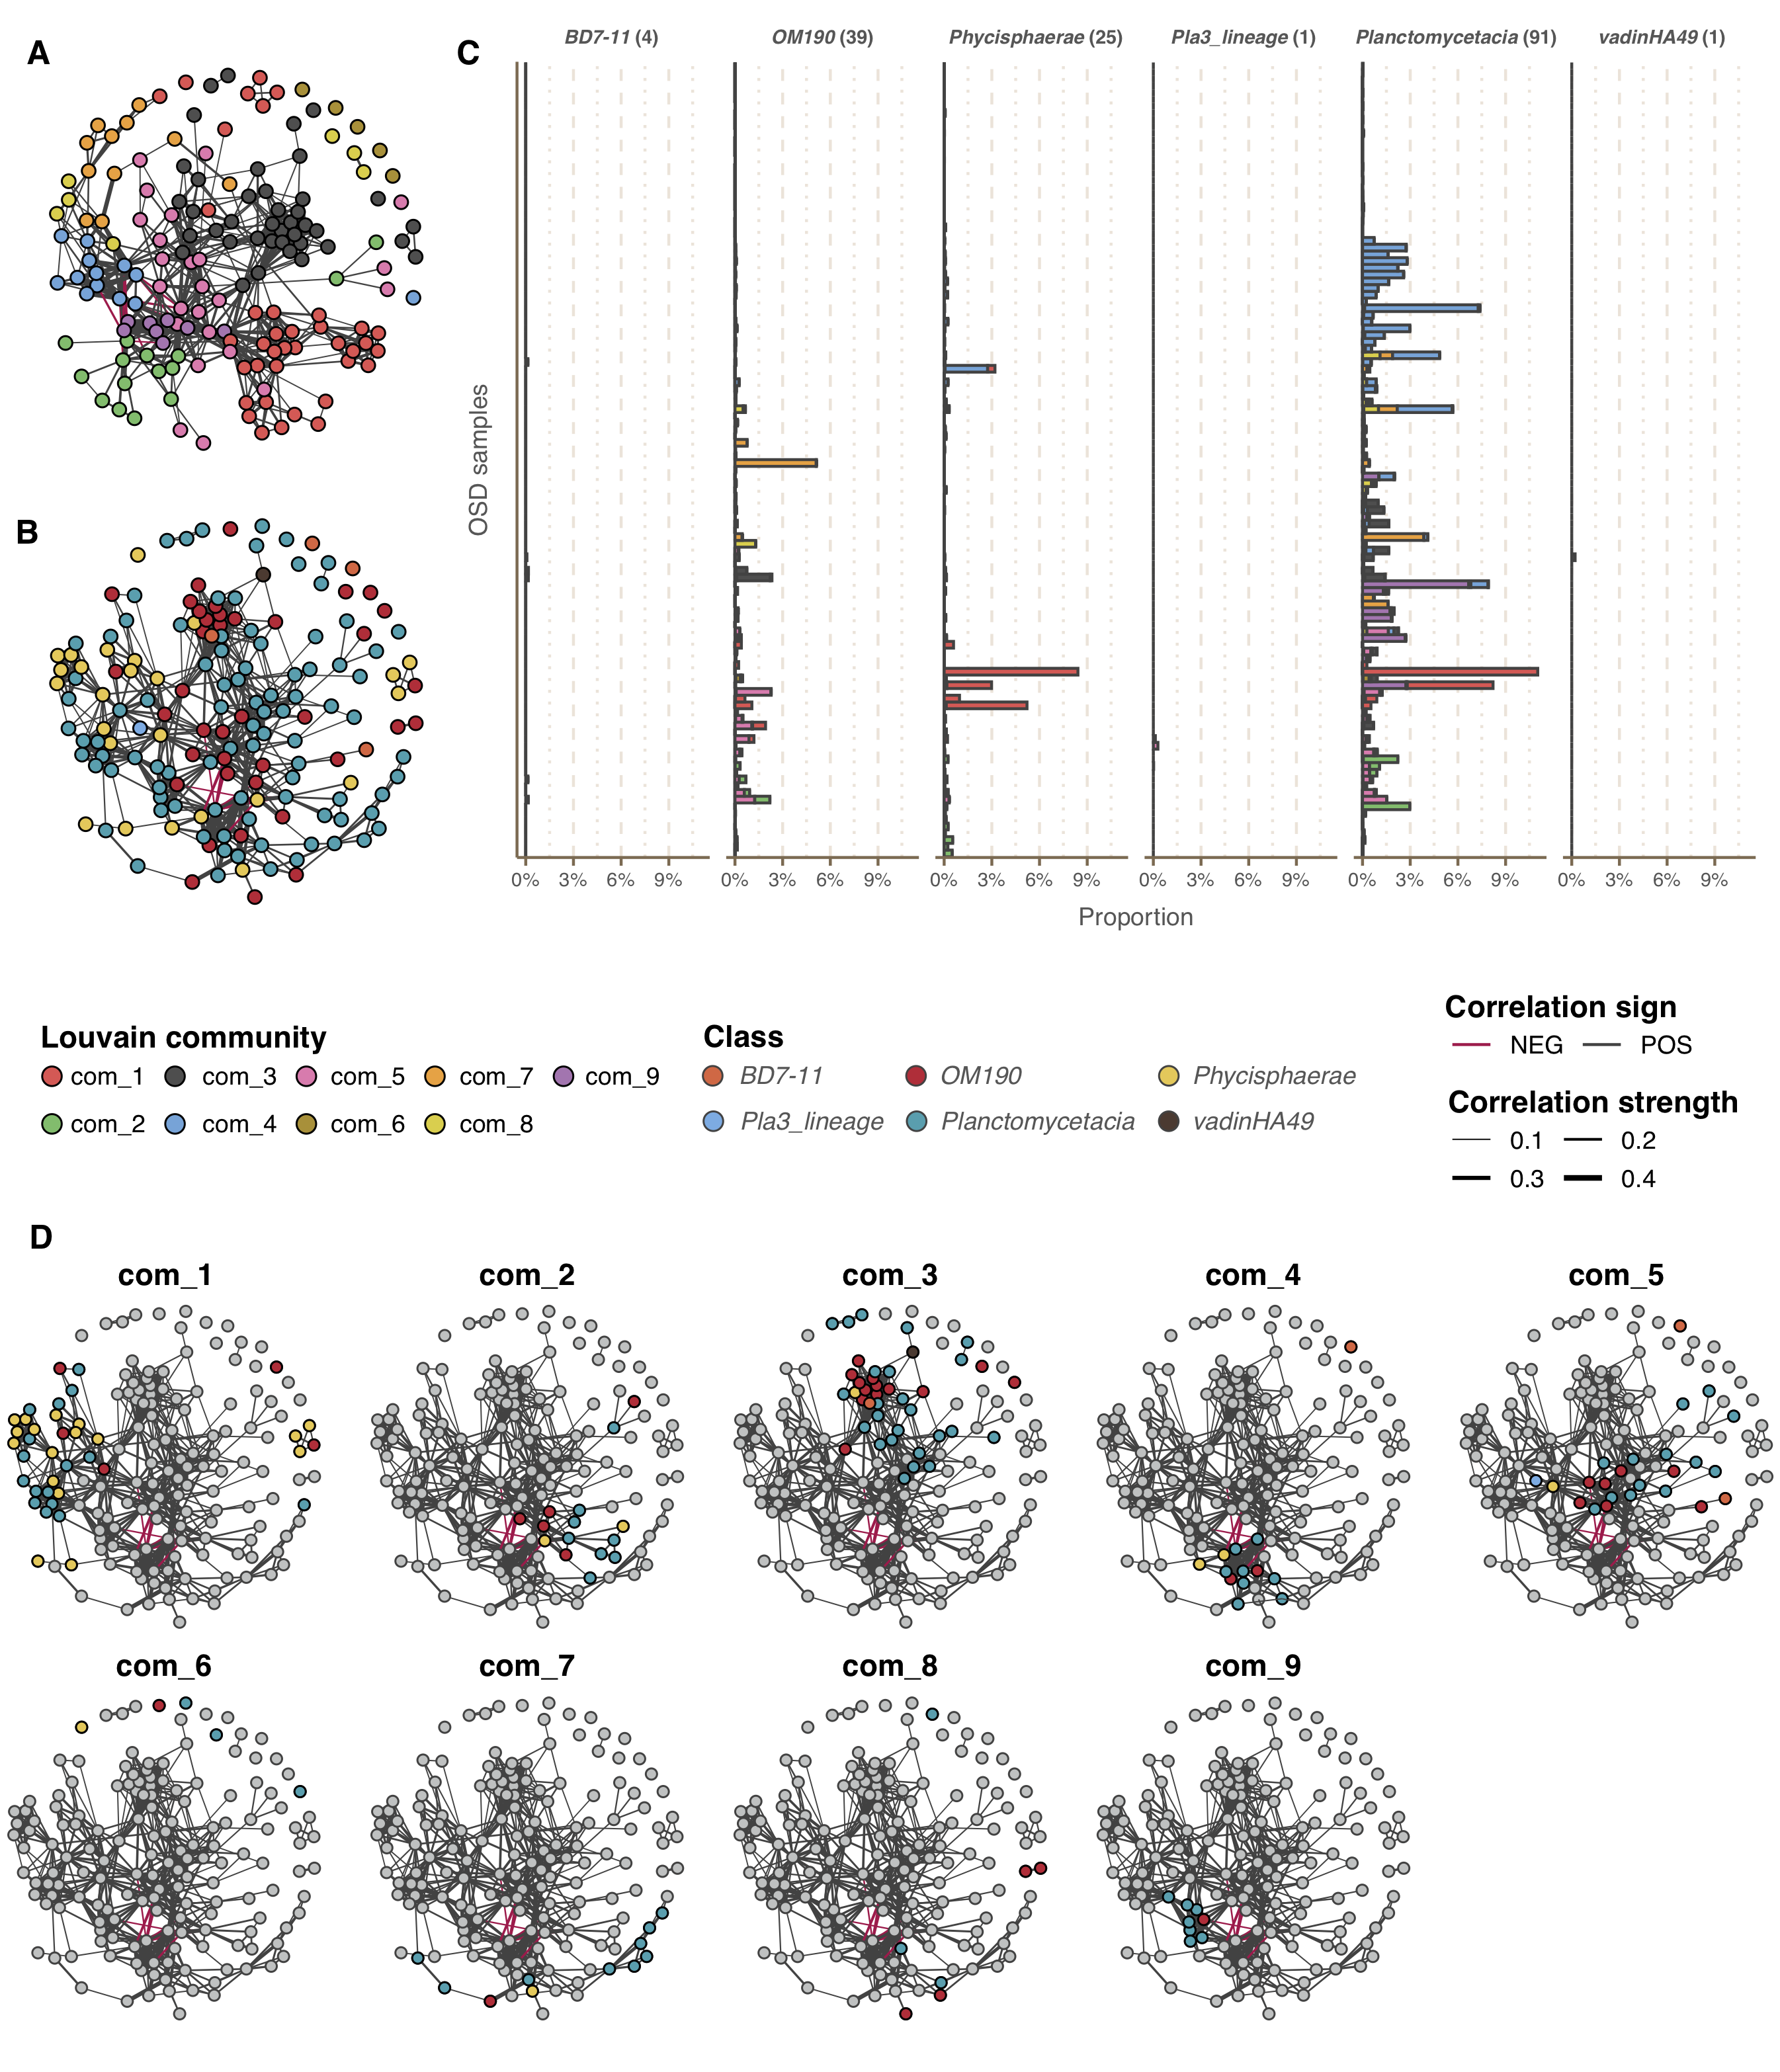 A
C
BD7-11 (4)
OM190 (39)
Phycisphaerae (25)
Pla3_lineage (1)
Planctomycetacia (91)
vadinHA49 (1)
OSD samples
B
0% 3% 6% 9%
0% 3% 6% 9%
0% 3% 6% 9%
0% 3% 6% 9%
0% 3% 6% 9%
0% 3% 6% 9%
Proportion
Louvain community
com_1 com_3 com_5 com_7 com_9
com_2 com_4 com_6 com_8
Class
BD7-11 OM190 Phycisphaerae
Pla3_lineage Planctomycetacia vadinHA49
Correlation sign
NEG POS
Correlation strength
0.1 0.2
0.3 0.4
D
com_1
com_2
com_3
com_4
com_5
com_6
com_7
com_8
com_9